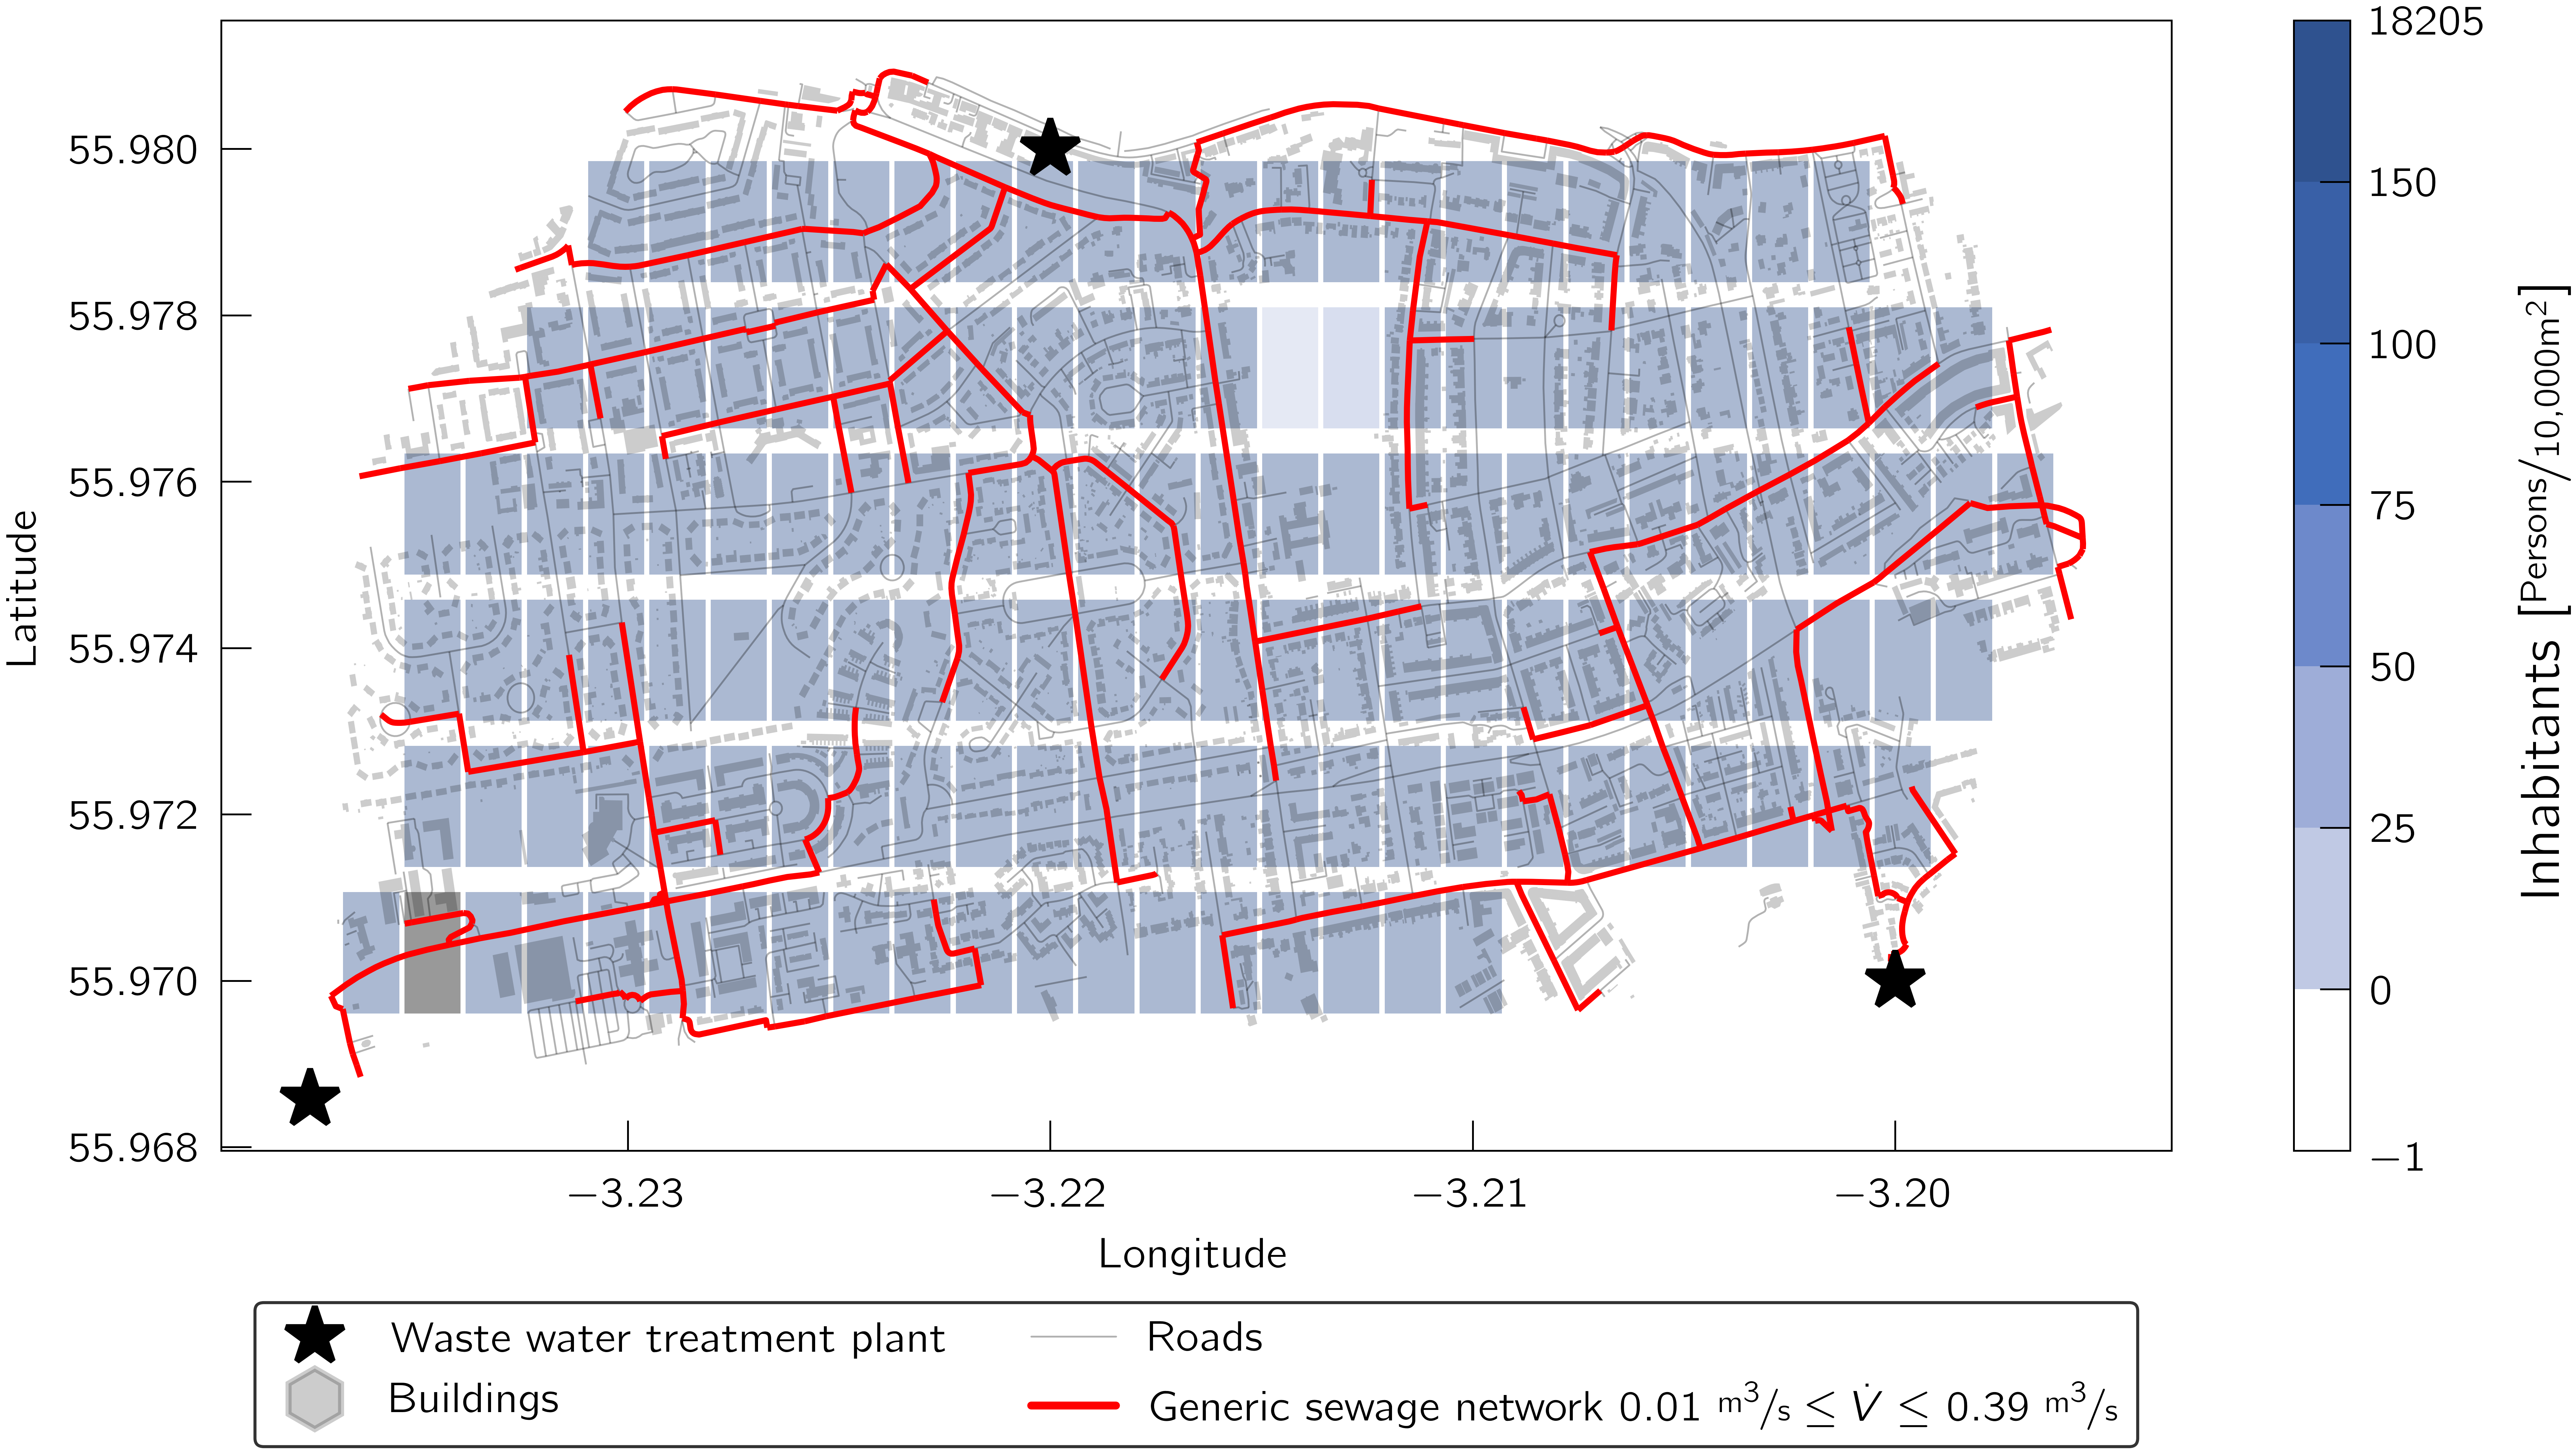 55.980
55.978
55.976
55.974
55.972
55.970
55.968
Latitude
−3.23
−3.22
−3.21
−3.20
Longitude
18205
150
100
75
50
25
0
−1
Inhabitants [Persons/10,000m²]
Waste water treatment plant
Buildings
Roads
Generic sewage network 0.01 m³/s ≤ V̇ ≤ 0.39 m³/s